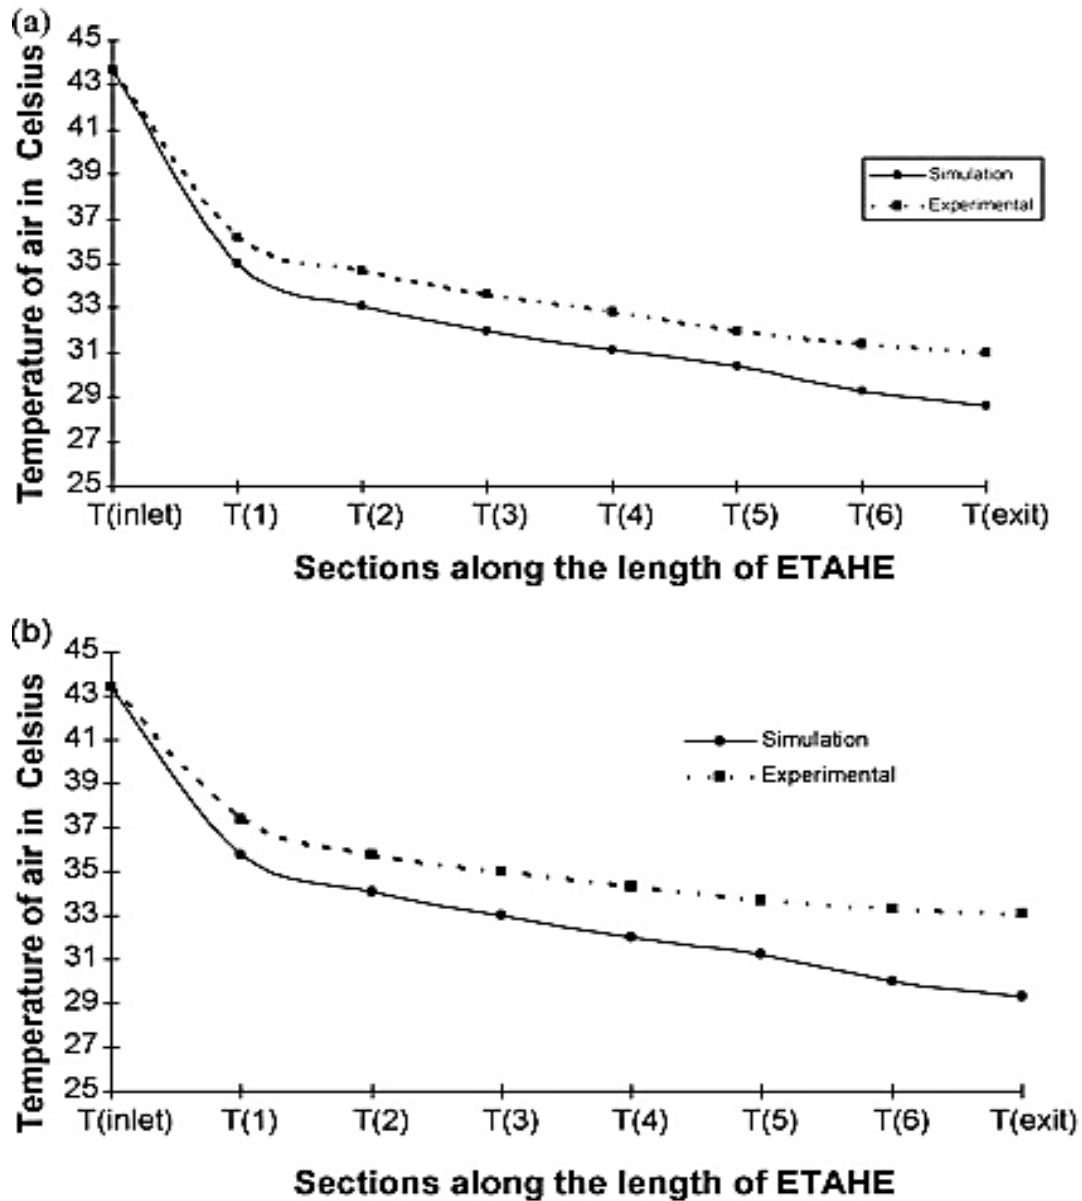 (a)
Temperature of air in Celsius
45
43
41
39
37
35
33
31
29
27
25
Simulation
Experimental
T(inlet) T(1) T(2) T(3) T(4) T(5) T(6) T(exit)
Sections along the length of ETAHE
(b)
Temperature of air in Celsius
45
43
41
39
37
35
33
31
29
27
25
Simulation
Experimental
T(inlet) T(1) T(2) T(3) T(4) T(5) T(6) T(exit)
Sections along the length of ETAHE